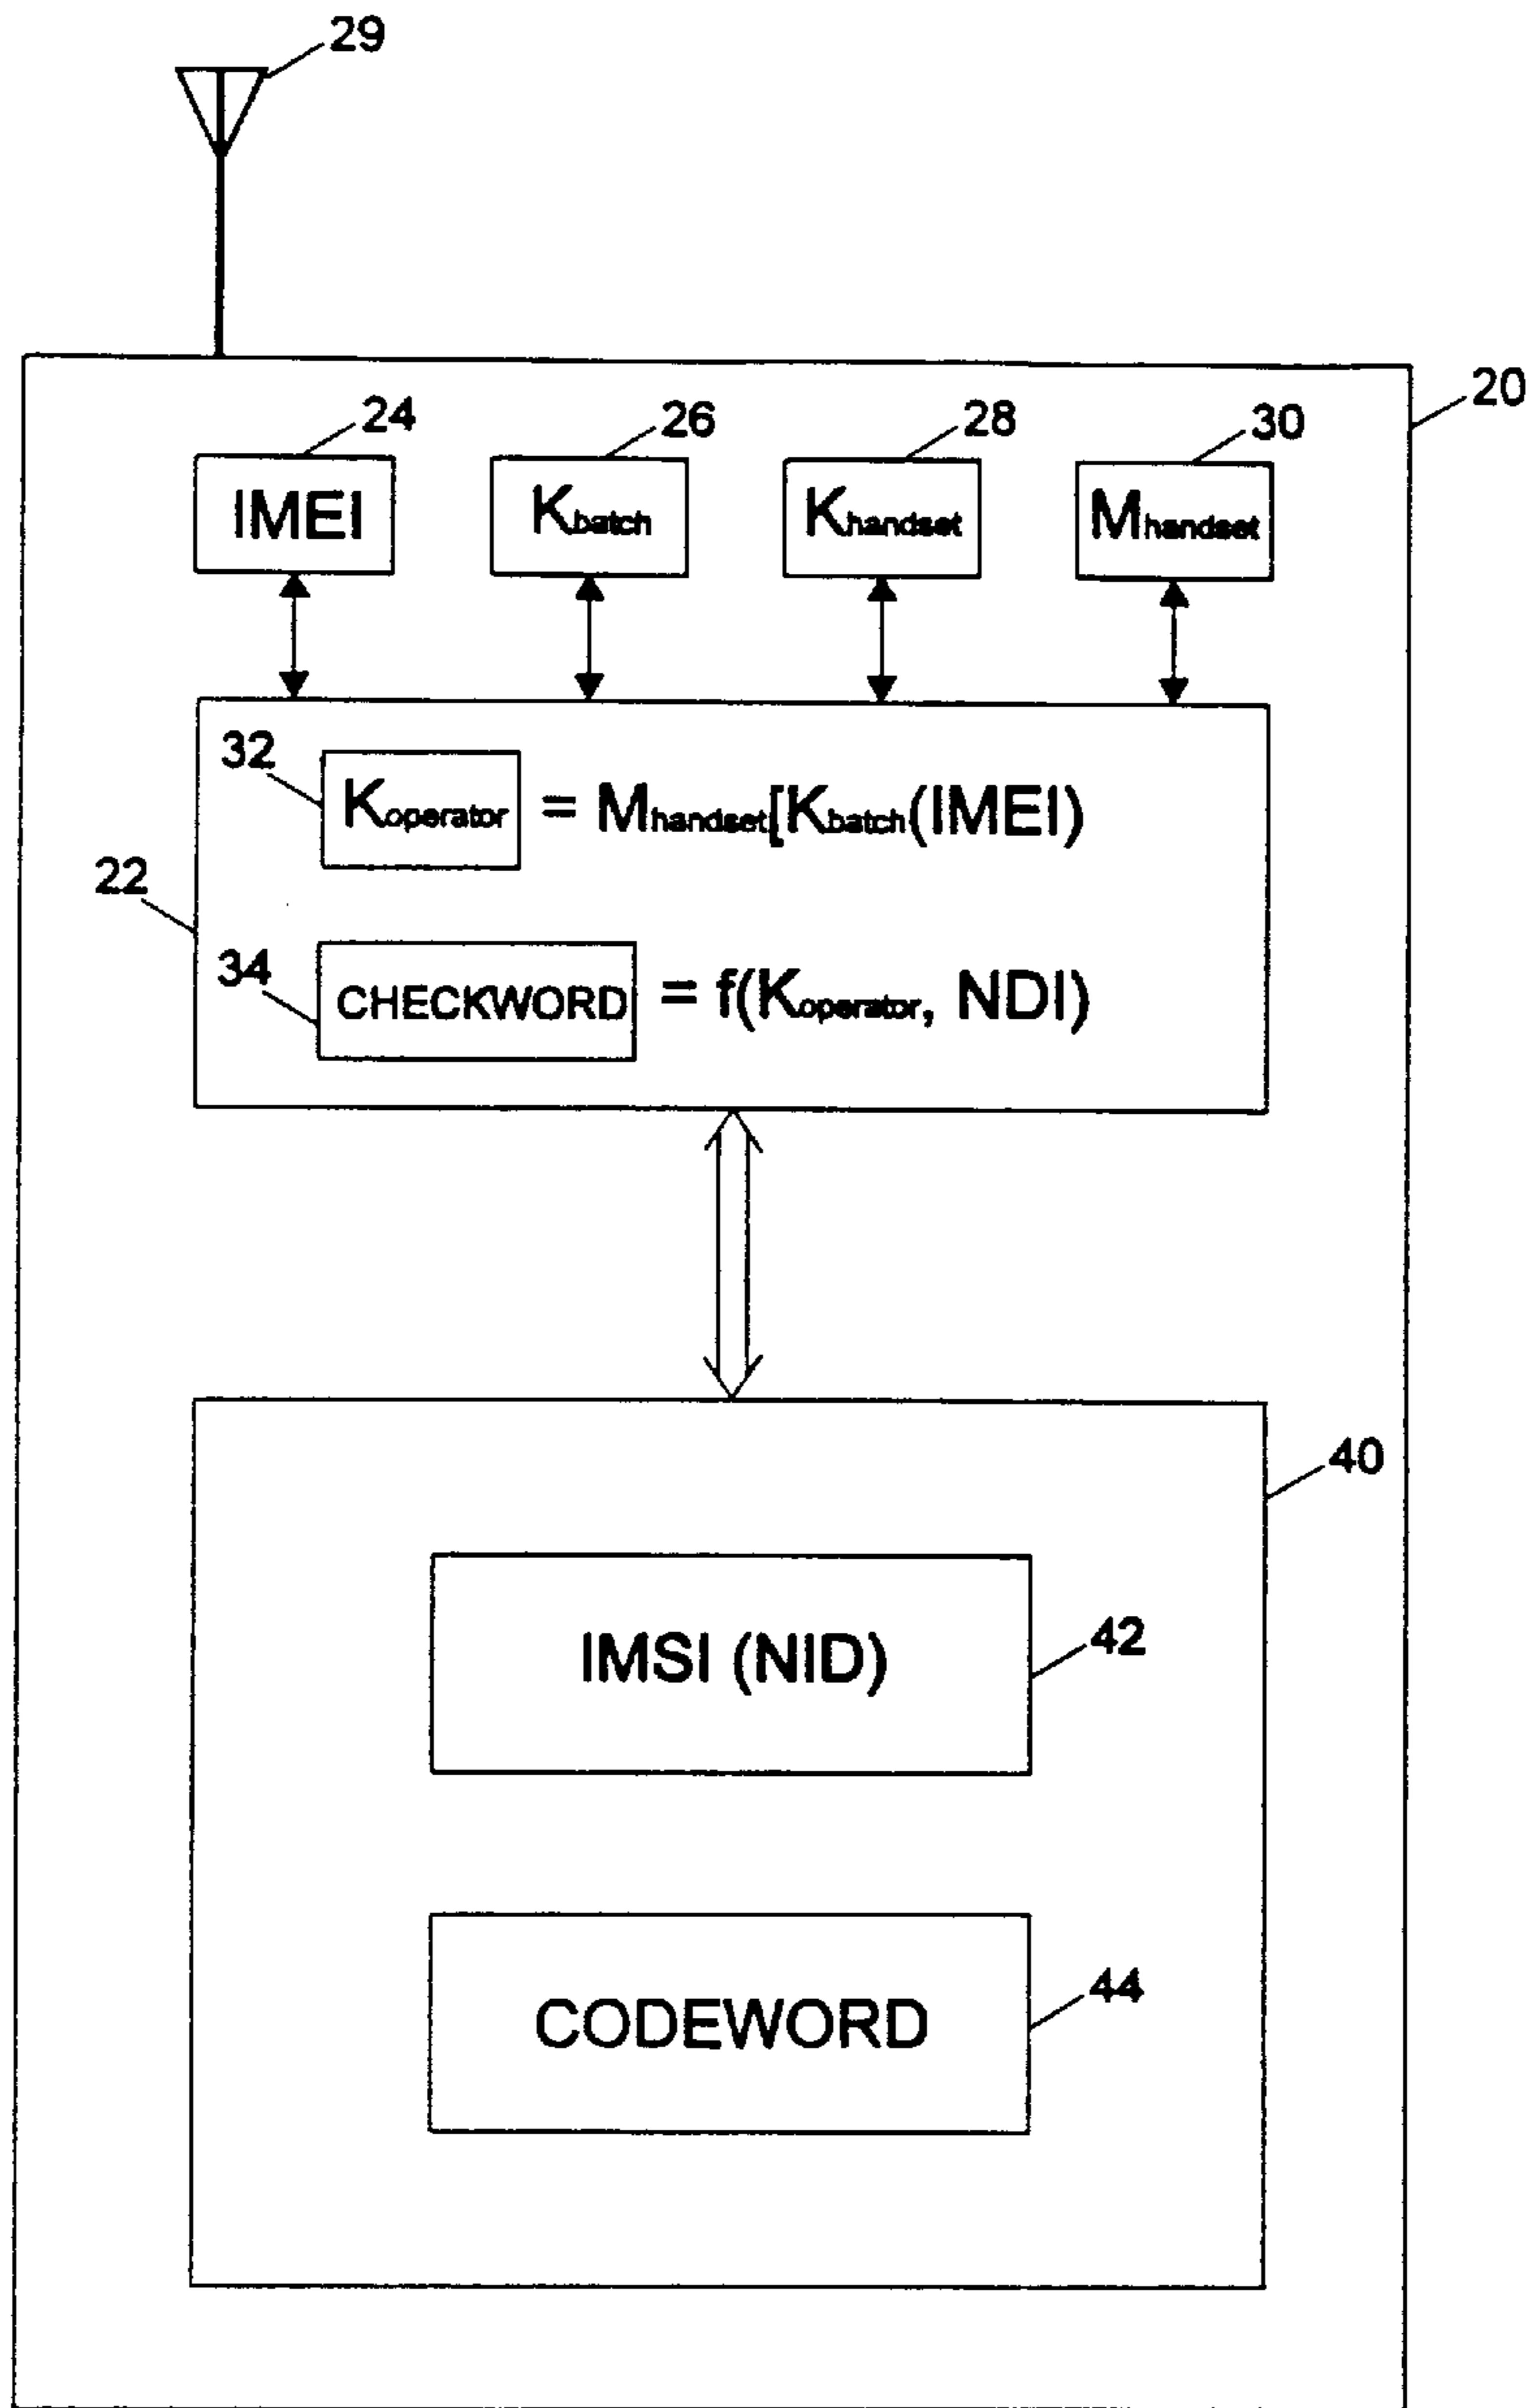 29
20
24
26
28
30
IMEI
Kbatch
Khandset
Mhandset
32
Koperator = Mhandset[Kbatch(IMEI)
22
34
CHECKWORD = f(Koperator, NDI)
40
IMSI (NID)
42
CODEWORD
44